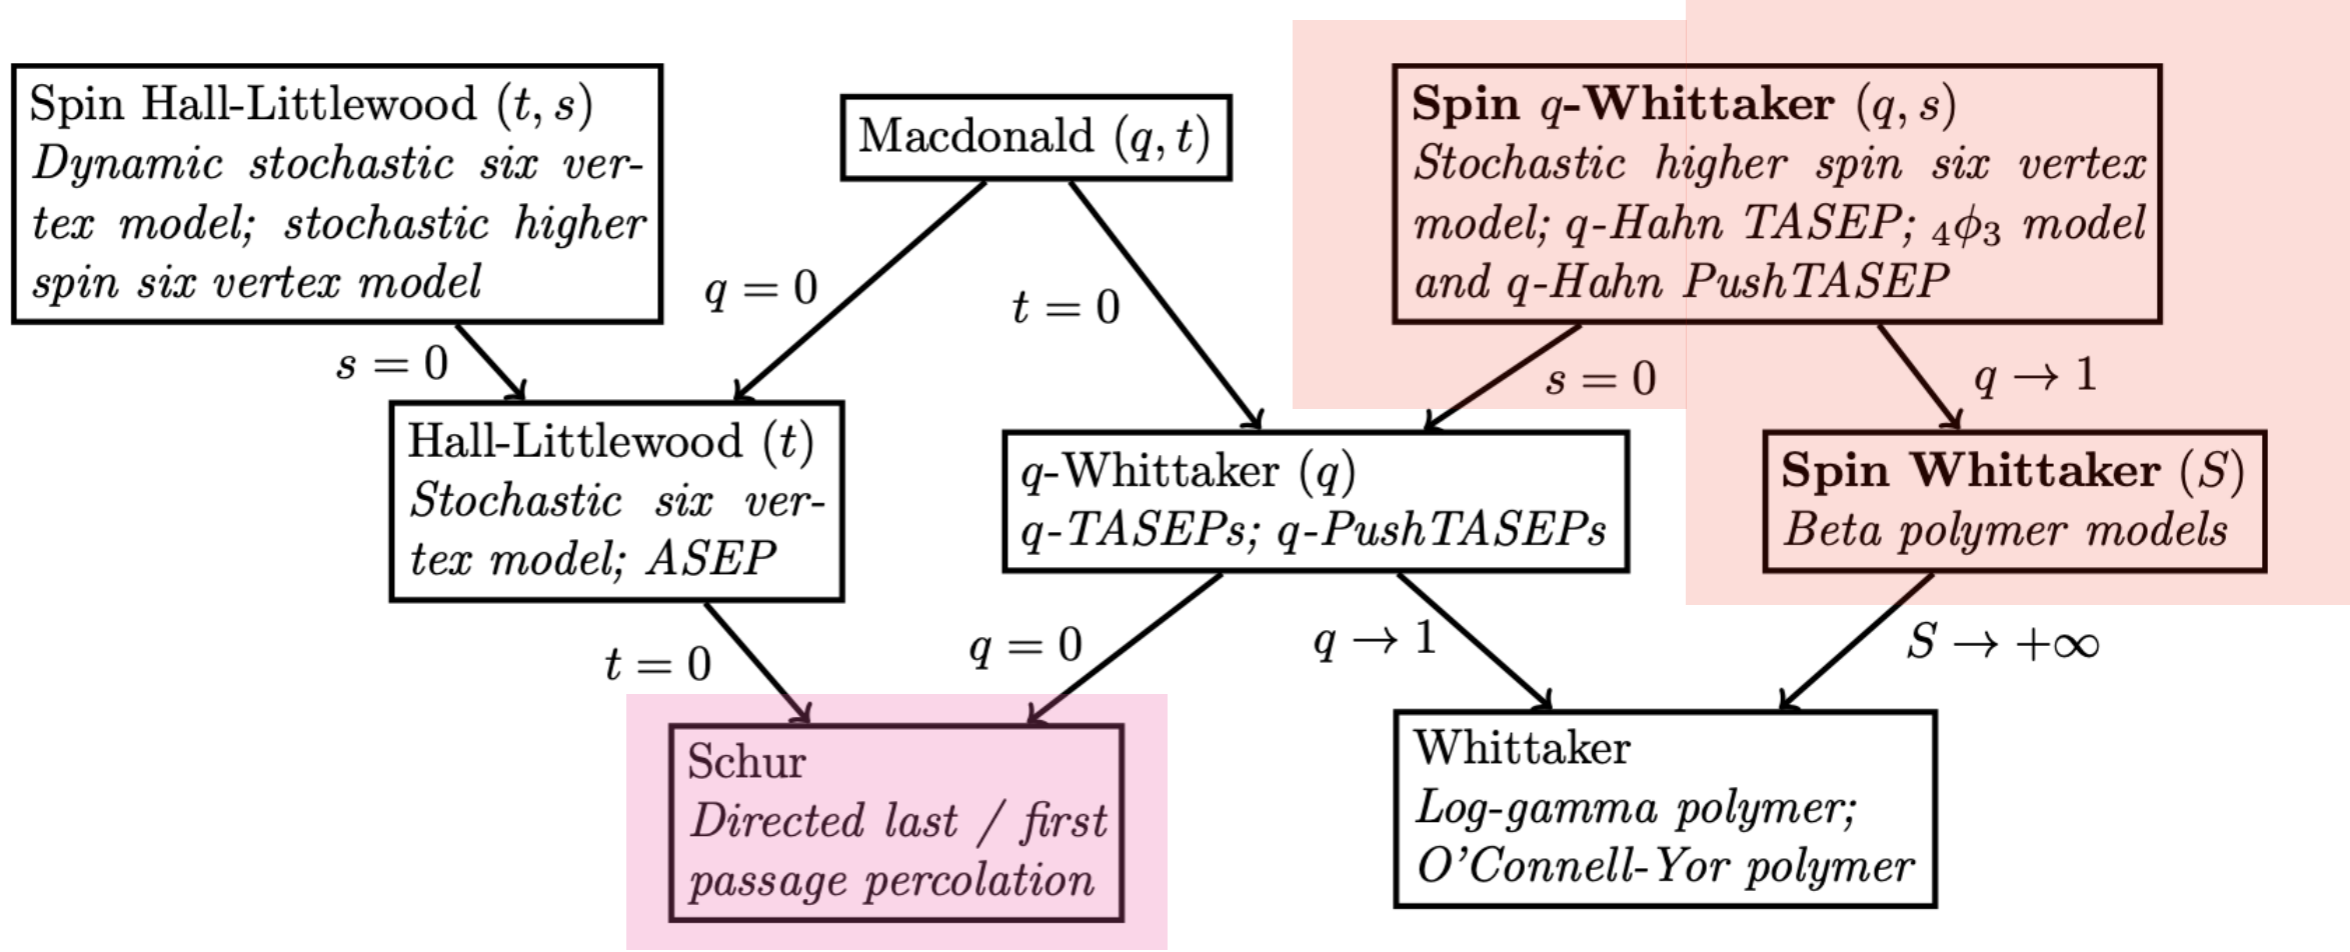 Spin Hall-Littlewood (t, s)
Dynamic stochastic six ver-
tex model; stochastic higher
spin six vertex model
Macdonald (q, t)
Spin q-Whittaker (q, s)
Stochastic higher spin six vertex
model; q-Hahn TASEP; ₄ϕ₃ model
and q-Hahn PushTASEP
q = 0
t = 0
s = 0
s = 0
q → 1
Hall-Littlewood (t)
Stochastic six ver-
tex model; ASEP
q-Whittaker (q)
q-TASEPs; q-PushTASEPs
Spin Whittaker (S)
Beta polymer models
t = 0
q = 0
q → 1
S → +∞
Schur
Directed last / first
passage percolation
Whittaker
Log-gamma polymer;
O'Connell-Yor polymer